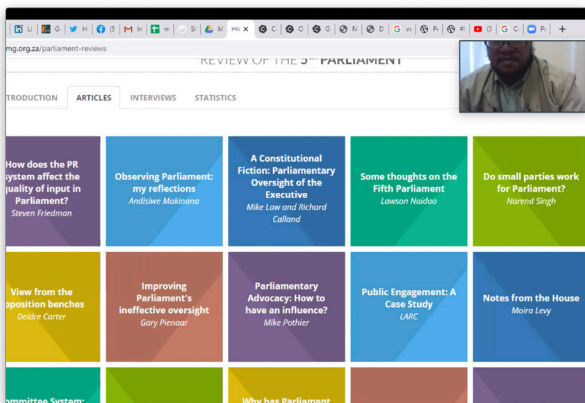 mg.org.za/parliament-reviews
REVIEW OF THE 5TH PARLIAMENT
TRODUCTION ARTICLES INTERVIEWS STATISTICS
How does the PR
system affect the
quality of input in
Parliament?
Steven Friedman
Observing Parliament:
my reflections
Andisiwe Makinana
A Constitutional
Fiction: Parliamentary
Oversight of the
Executive
Mike Law and Richard
Calland
Some thoughts on the
Fifth Parliament
Lawson Naidoo
Do small parties work
for Parliament?
Narend Singh
View from the
opposition benches
Deidre Carter
Improving
Parliament's
ineffective oversight
Gary Pienaar
Parliamentary
Advocacy: How to
have an influence?
Mike Pothier
Public Engagement: A
Case Study
LARC
Notes from the House
Moira Levy
ommittee System:
Why has Parliament